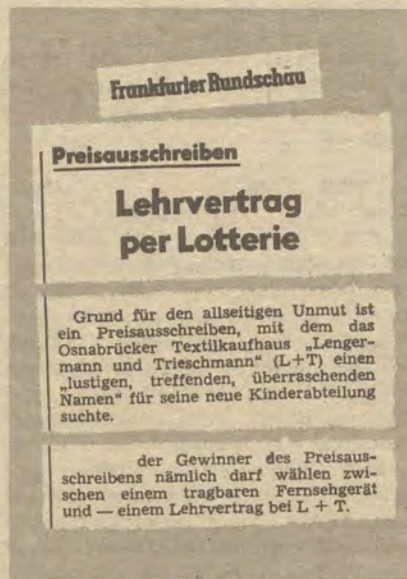 Frankfurter Rundschau
Preisausschreiben
Lehrvertrag
per Lotterie
Grund für den allseitigen Unmut ist
ein Preisausschreiben, mit dem das
Osnabrücker Textilkaufhaus „Lenger-
mann und Trieschmann“ (L+T) einen
„lustigen, treffenden, überraschenden
Namen“ für seine neue Kinderabteilung
suchte.
der Gewinner des Preisaus-
schreibens nämlich darf wählen zwi-
schen einem tragbaren Fernsehgerät
und — einem Lehrvertrag bei L + T.